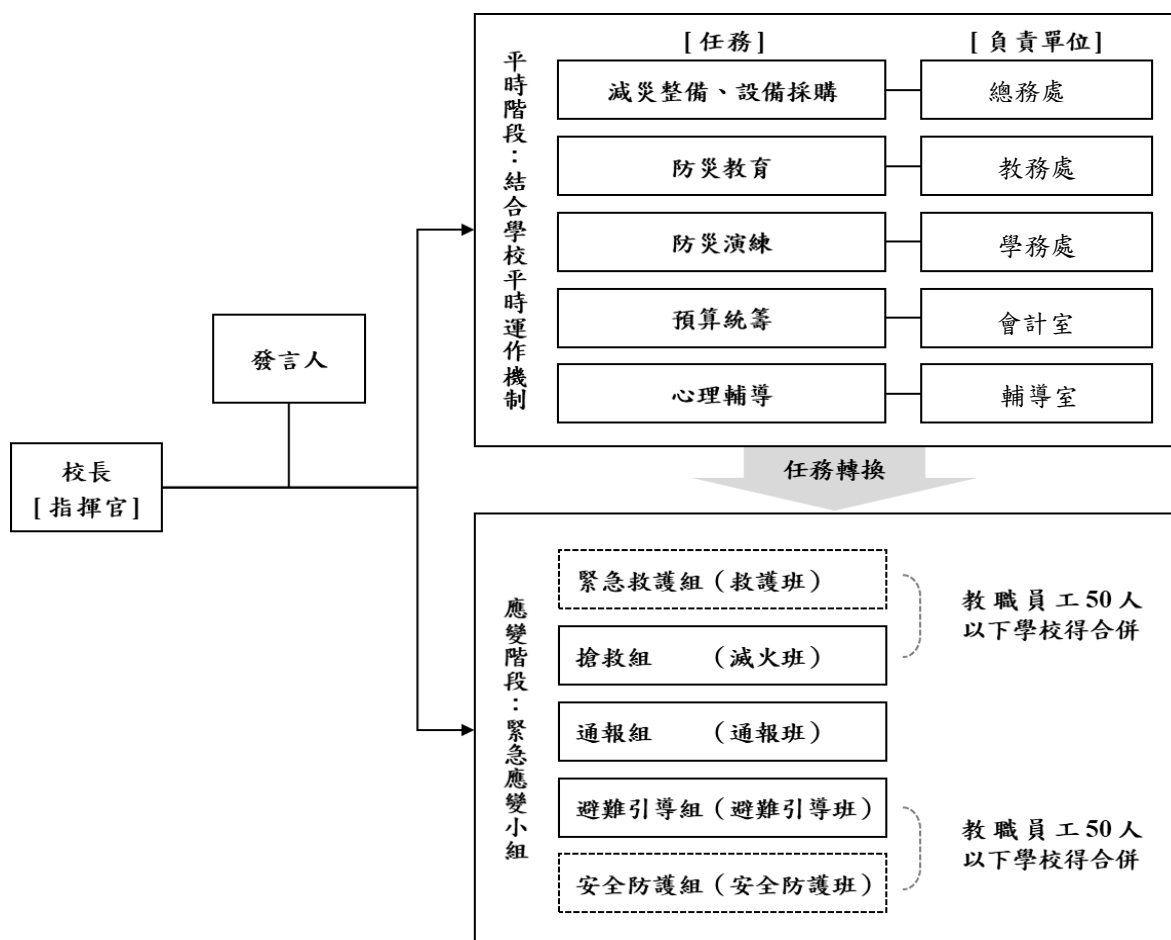 平時階段：結合學校平時運作機制
[任務]
[負責單位]
減災整備、設備採購
總務處
防災教育
教務處
防災演練
學務處
預算統籌
會計室
心理輔導
輔導室
發言人
校長
[指揮官]
任務轉換
應變階段：緊急應變小組
緊急救護組（救護班）
搶救組　　（滅火班）
教職員工50人
以下學校得合併
通報組　　（通報班）
避難引導組（避難引導班）
安全防護組（安全防護班）
教職員工50人
以下學校得合併